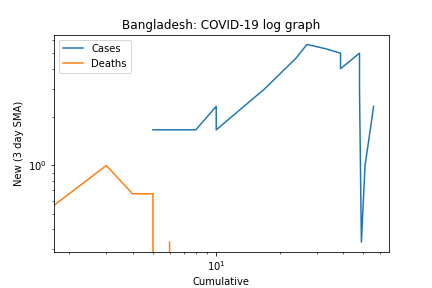 Bangladesh: COVID-19 log graph
Cases
Deaths
New (3 day SMA)
10⁰
10¹
Cumulative